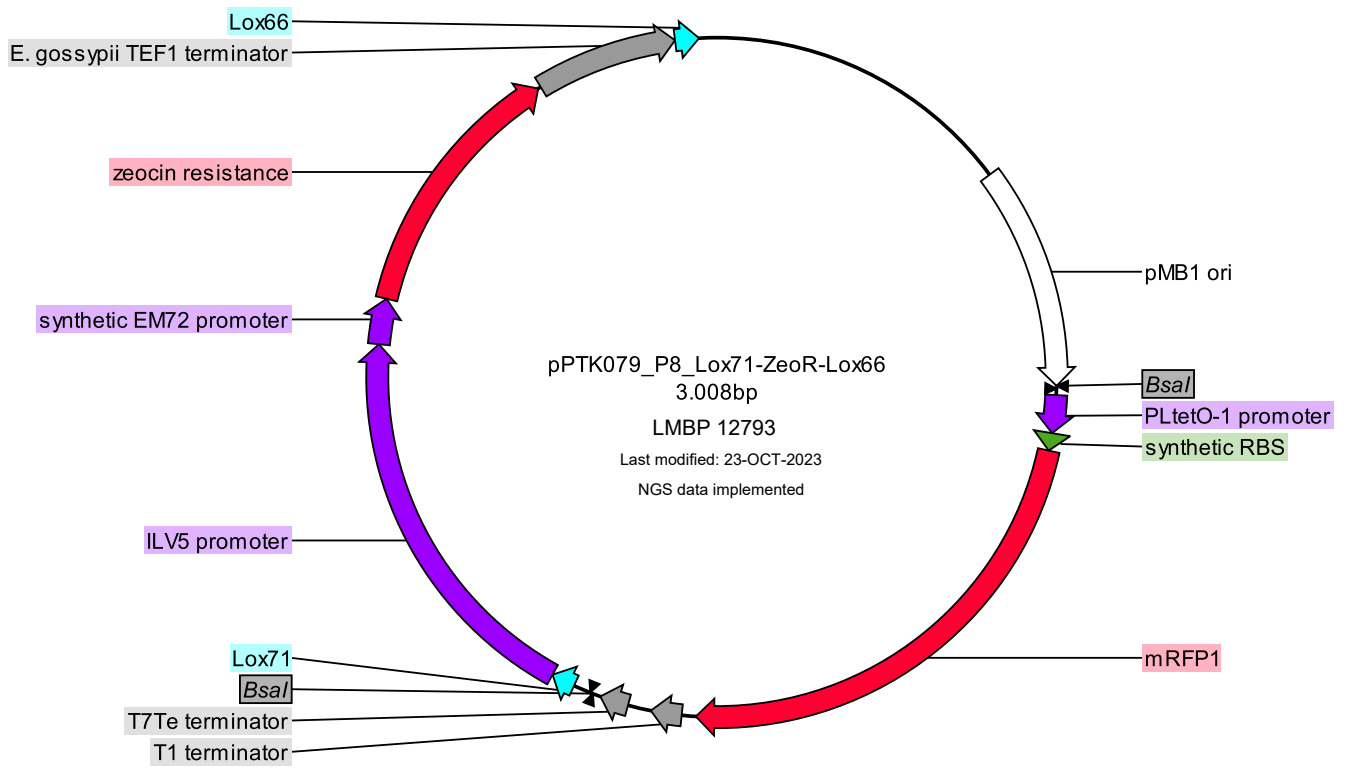 Lox66
E. gossypii TEF1 terminator
zeocin resistance
synthetic EM72 promoter
ILV5 promoter
Lox71
BsaI
T7Te terminator
T1 terminator
pPTK079_P8_Lox71-ZeoR-Lox66
3.008bp
LMBP 12793
Last modified: 23-OCT-2023
NGS data implemented
pMB1 ori
BsaI
PLtetO-1 promoter
synthetic RBS
mRFP1